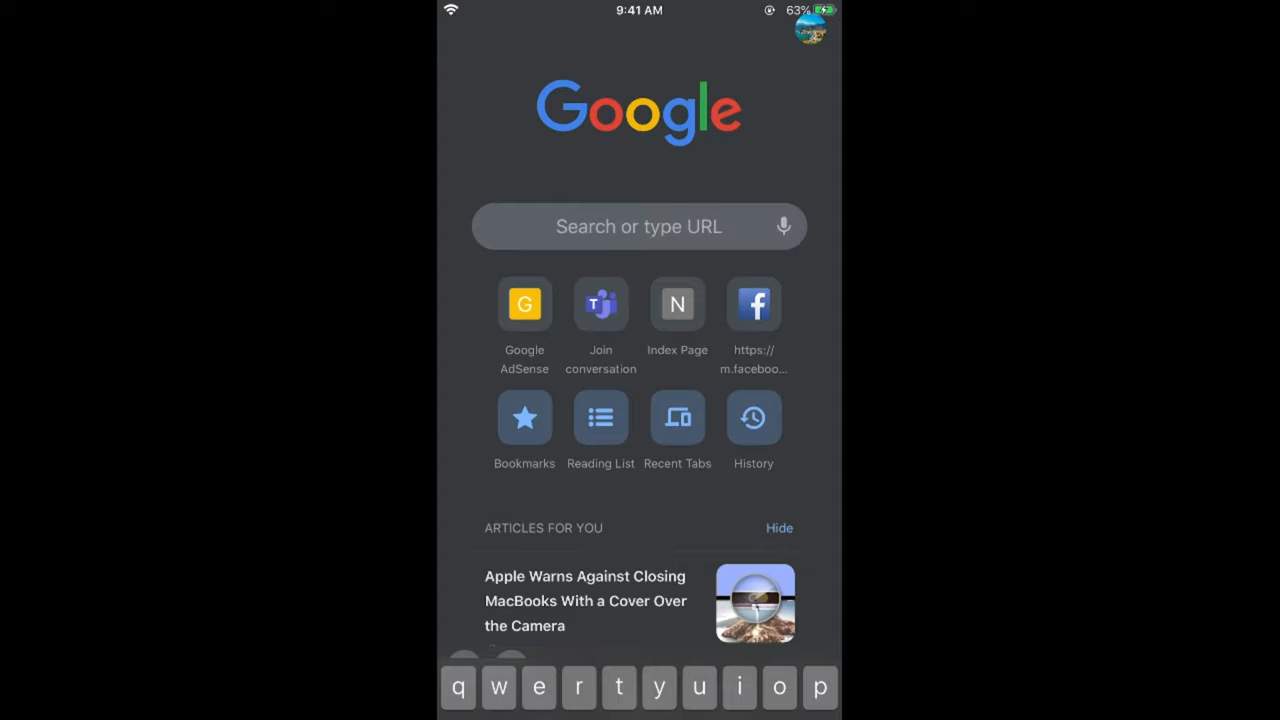 9:41 AM
63%
Google
Search or type URL
G
T
N
f
Google
AdSense
Join
conversation
Index Page
https://
m.faceboo...
Bookmarks
Reading List
Recent Tabs
History
ARTICLES FOR YOU
Hide
Apple Warns Against Closing
MacBooks With a Cover Over
the Camera
q w e r t y u i o p